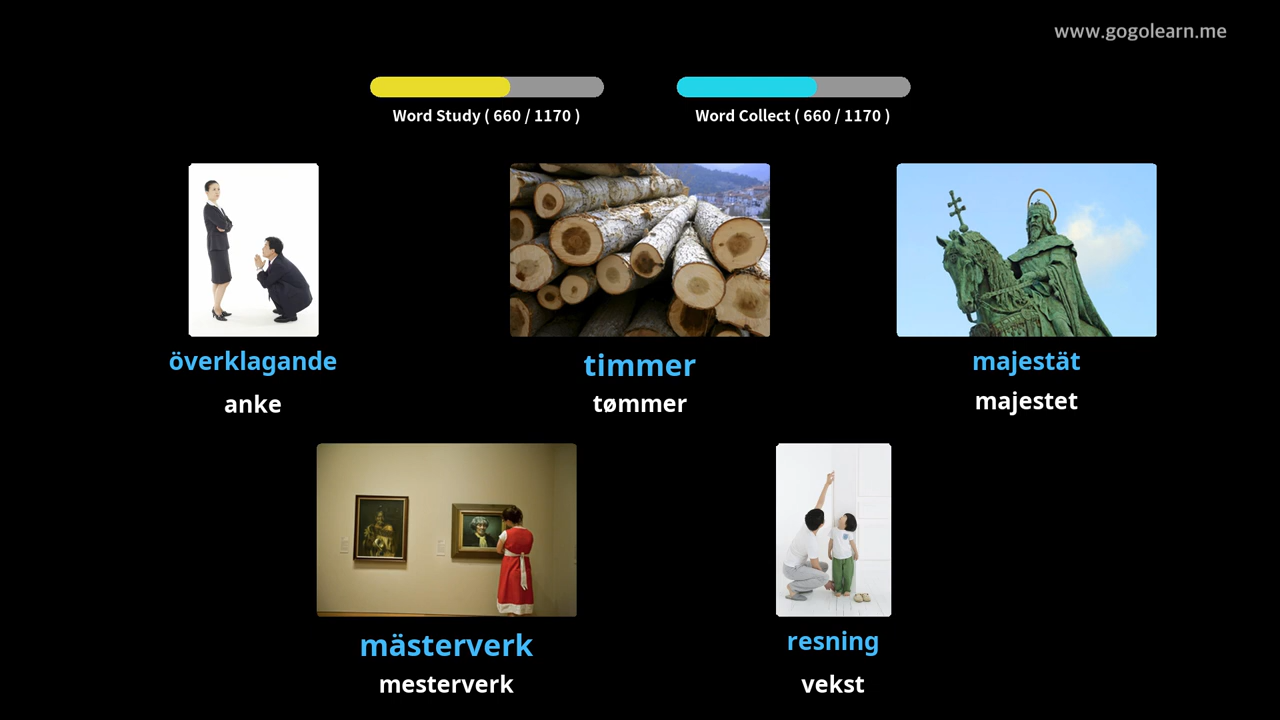 www.gogolearn.me
Word Study ( 660 / 1170 )
Word Collect ( 660 / 1170 )
överklagande
anke
timmer
tømmer
majestät
majestet
mästerverk
mesterverk
resning
vekst